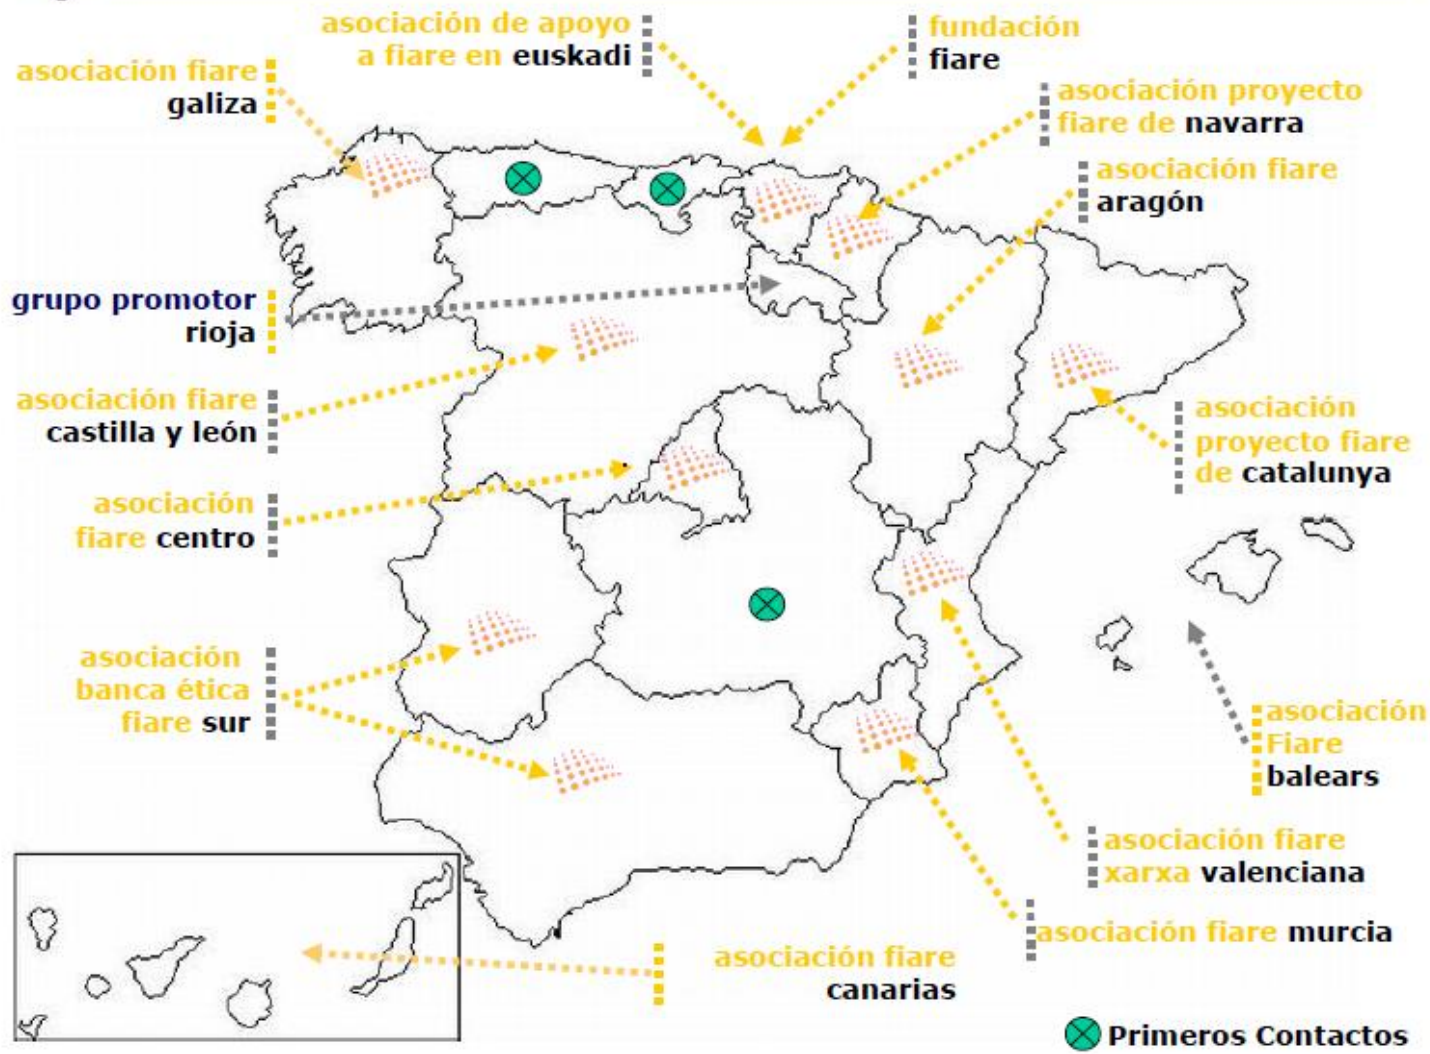 asociación de apoyo
a fiare en euskadi
fundación
fiare
asociación fiare
galiza
asociación proyecto
fiare de navarra
asociación fiare
aragón
grupo promotor
rioja
asociación fiare
castilla y león
asociación
proyecto fiare
de catalunya
asociación
fiare centro
asociación
banca ética
fiare sur
asociación
Fiare
balears
asociación fiare
xarxa valenciana
asociación fiare murcia
asociación fiare
canarias
Primeros Contactos